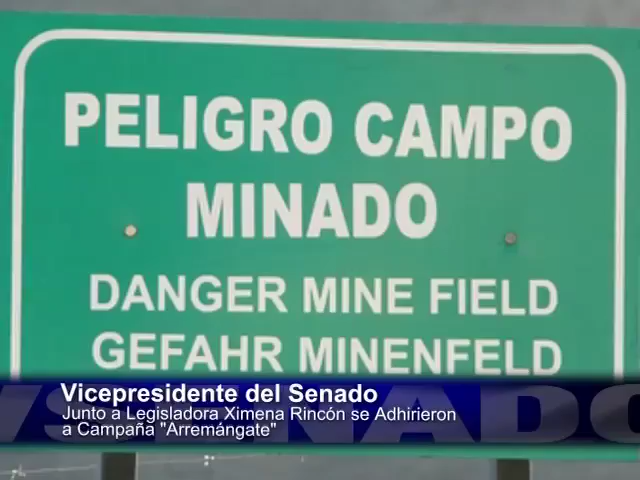 PELIGRO CAMPO
MINADO
DANGER MINE FIELD
GEFAHR MINENFELD
Vicepresidente del Senado
Junto a Legisladora Ximena Rincón se Adhirieron
a Campaña "Arremángate"
VSENADO